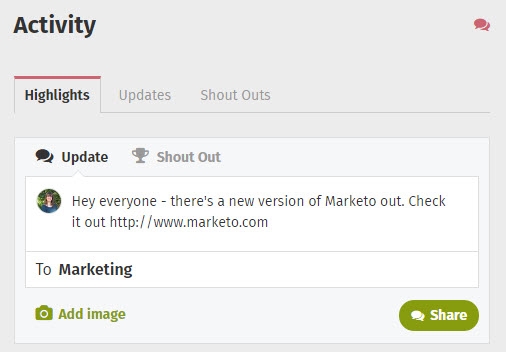 Activity
Highlights Updates Shout Outs
Update Shout Out
Hey everyone - there's a new version of Marketo out. Check
it out http://www.marketo.com
To Marketing
Add image Share